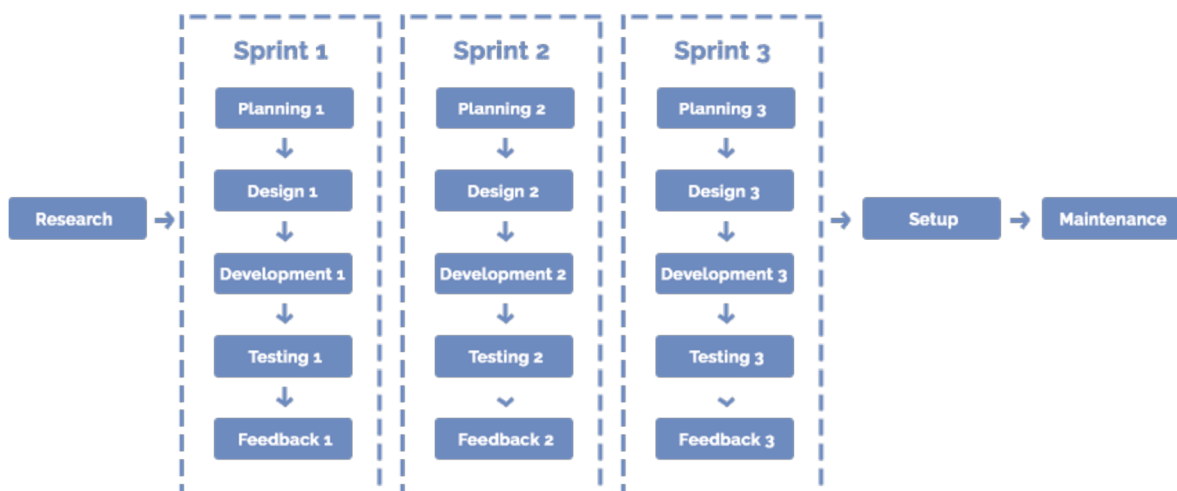 Sprint 1
Planning 1
Design 1
Development 1
Testing 1
Feedback 1
Sprint 2
Planning 2
Design 2
Development 2
Testing 2
Feedback 2
Sprint 3
Planning 3
Design 3
Development 3
Testing 3
Feedback 3
Research
Setup
Maintenance